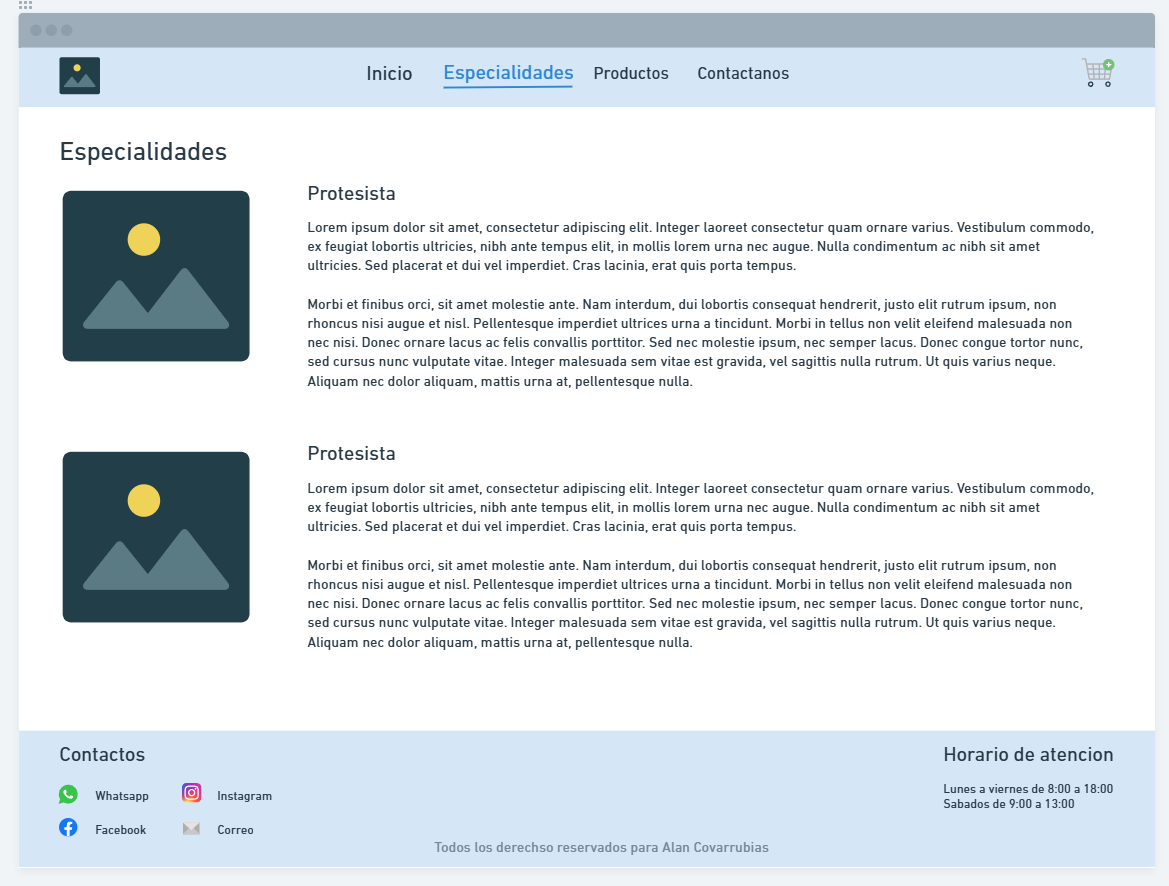 Inicio Especialidades Productos Contactanos
Especialidades
Protesista
Lorem ipsum dolor sit amet, consectetur adipiscing elit. Integer laoreet consectetur quam ornare varius. Vestibulum commodo,
ex feugiat lobortis ultricies, nibh ante tempus elit, in mollis lorem urna nec augue. Nulla condimentum ac nibh sit amet
ultricies. Sed placerat et dui vel imperdiet. Cras lacinia, erat quis porta tempus.
Morbi et finibus orci, sit amet molestie ante. Nam interdum, dui lobortis consequat hendrerit, justo elit rutrum ipsum, non
rhoncus nisi augue et nisl. Pellentesque imperdiet ultrices urna a tincidunt. Morbi in tellus non velit eleifend malesuada non
nec nisi. Donec ornare lacus ac felis convallis porttitor. Sed nec molestie ipsum, nec semper lacus. Donec congue tortor nunc,
sed cursus nunc vulputate vitae. Integer malesuada sem vitae est gravida, vel sagittis nulla rutrum. Ut quis varius neque.
Aliquam nec dolor aliquam, mattis urna at, pellentesque nulla.
Protesista
Lorem ipsum dolor sit amet, consectetur adipiscing elit. Integer laoreet consectetur quam ornare varius. Vestibulum commodo,
ex feugiat lobortis ultricies, nibh ante tempus elit, in mollis lorem urna nec augue. Nulla condimentum ac nibh sit amet
ultricies. Sed placerat et dui vel imperdiet. Cras lacinia, erat quis porta tempus.
Morbi et finibus orci, sit amet molestie ante. Nam interdum, dui lobortis consequat hendrerit, justo elit rutrum ipsum, non
rhoncus nisi augue et nisl. Pellentesque imperdiet ultrices urna a tincidunt. Morbi in tellus non velit eleifend malesuada non
nec nisi. Donec ornare lacus ac felis convallis porttitor. Sed nec molestie ipsum, nec semper lacus. Donec congue tortor nunc,
sed cursus nunc vulputate vitae. Integer malesuada sem vitae est gravida, vel sagittis nulla rutrum. Ut quis varius neque.
Aliquam nec dolor aliquam, mattis urna at, pellentesque nulla.
Contactos
Whatsapp Instagram
Facebook Correo
Horario de atencion
Lunes a viernes de 8:00 a 18:00
Sabados de 9:00 a 13:00
Todos los derechso reservados para Alan Covarrubias